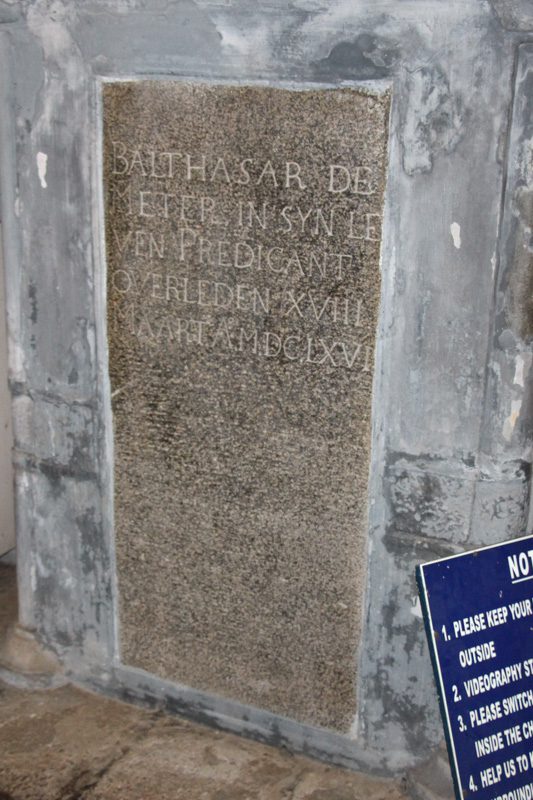 BALTHASAR DE
METER, IN SYN LE
VEN PREDICANT
OVERLEDEN XVIII
MAART A MDCLXVI
NOT
1. PLEASE KEEP YOUR
OUTSIDE
2. VIDEOGRAPHY ST
3. PLEASE SWITCH
INSIDE THE CH
4. HELP US TO